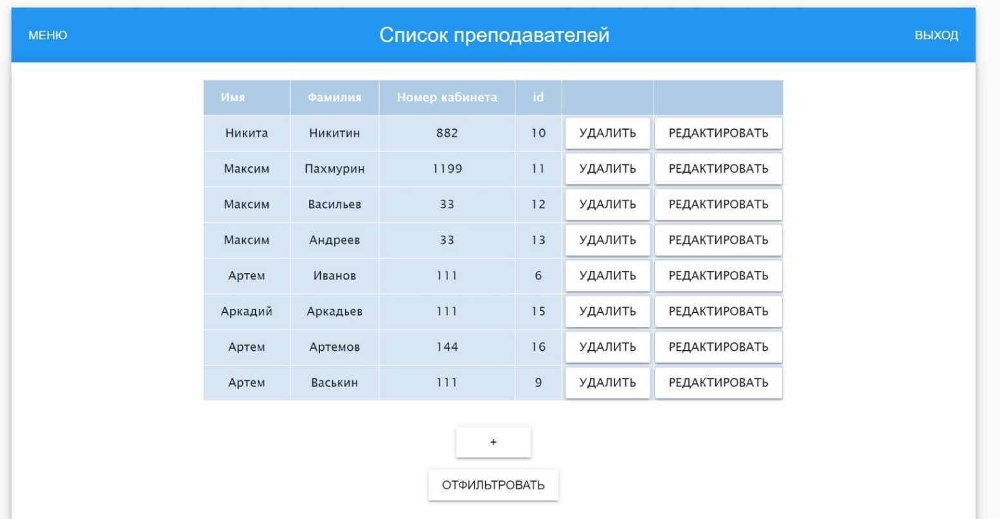 МЕНЮ Список преподавателей ВЫХОД
Имя Фамилия Номер кабинета id
Никита Никитин 882 10 УДАЛИТЬ РЕДАКТИРОВАТЬ
Максим Пахмурин 1199 11 УДАЛИТЬ РЕДАКТИРОВАТЬ
Максим Васильев 33 12 УДАЛИТЬ РЕДАКТИРОВАТЬ
Максим Андреев 33 13 УДАЛИТЬ РЕДАКТИРОВАТЬ
Артем Иванов 111 6 УДАЛИТЬ РЕДАКТИРОВАТЬ
Аркадий Аркадьев 111 15 УДАЛИТЬ РЕДАКТИРОВАТЬ
Артем Артемов 144 16 УДАЛИТЬ РЕДАКТИРОВАТЬ
Артем Васькин 111 9 УДАЛИТЬ РЕДАКТИРОВАТЬ
+
ОТФИЛЬТРОВАТЬ